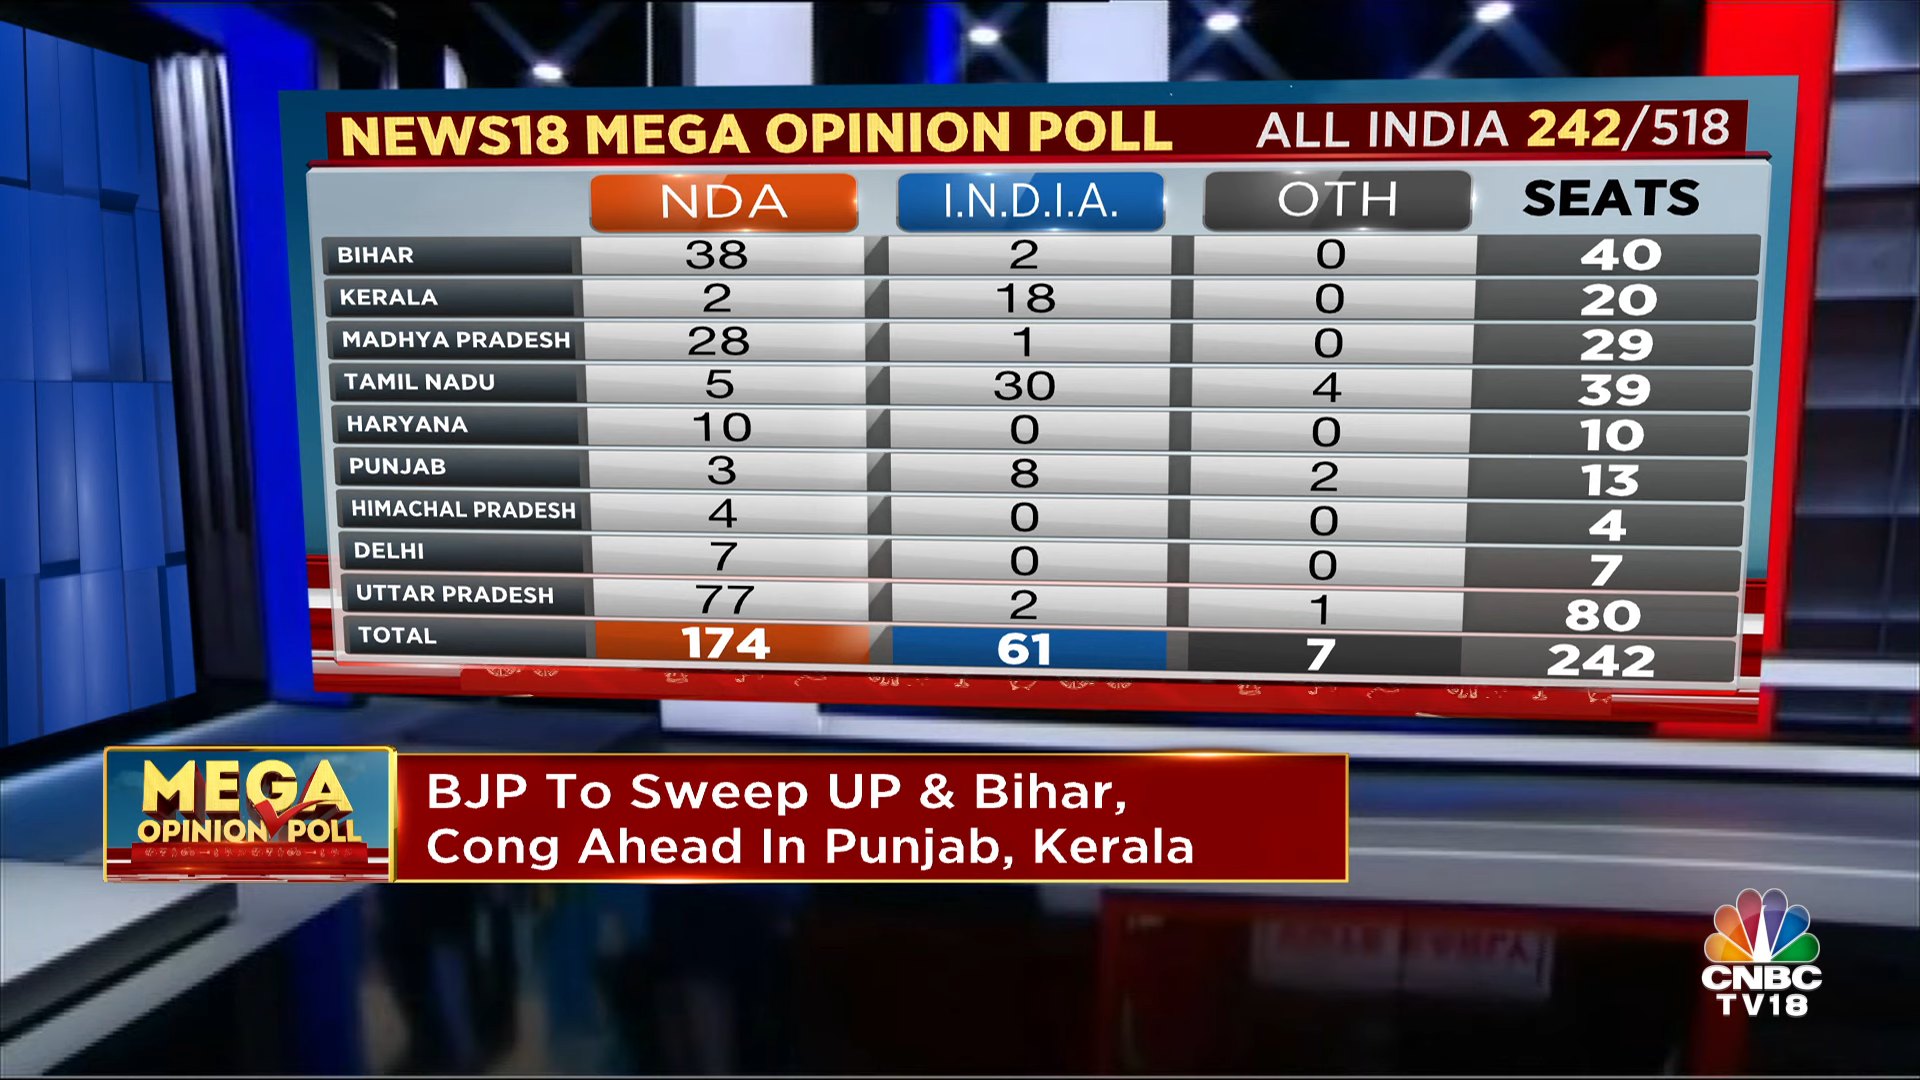 NEWS18 MEGA OPINION POLL ALL INDIA 242/518
NDA I.N.D.I.A. OTH SEATS
BIHAR 38 2 0 40
KERALA 2 18 0 20
MADHYA PRADESH 28 1 0 29
TAMIL NADU 5 30 4 39
HARYANA 10 0 0 10
PUNJAB 3 8 2 13
HIMACHAL PRADESH 4 0 0 4
DELHI 7 0 0 7
UTTAR PRADESH 77 2 1 80
TOTAL 174 61 7 242
MEGA
OPINION POLL
BJP To Sweep UP & Bihar,
Cong Ahead In Punjab, Kerala
CNBC
TV18